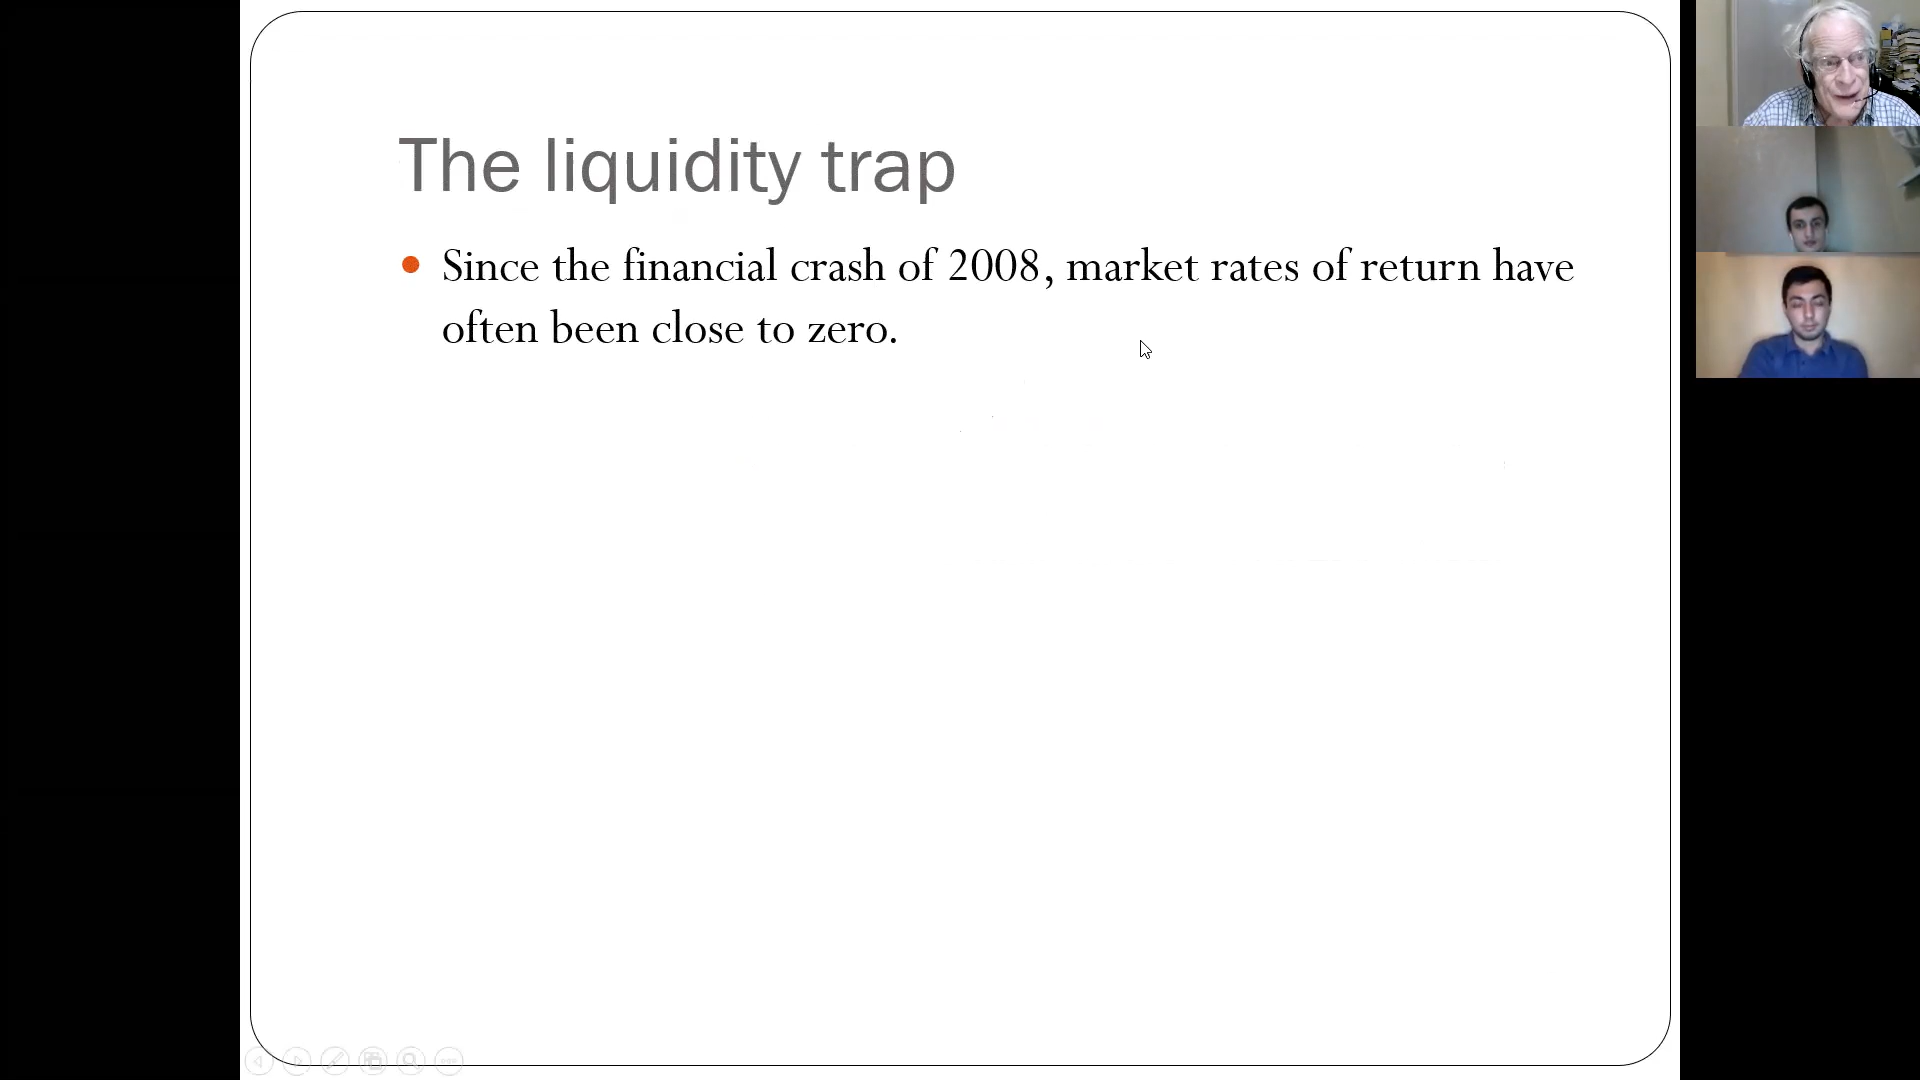 The liquidity trap
Since the financial crash of 2008, market rates of return have
often been close to zero.